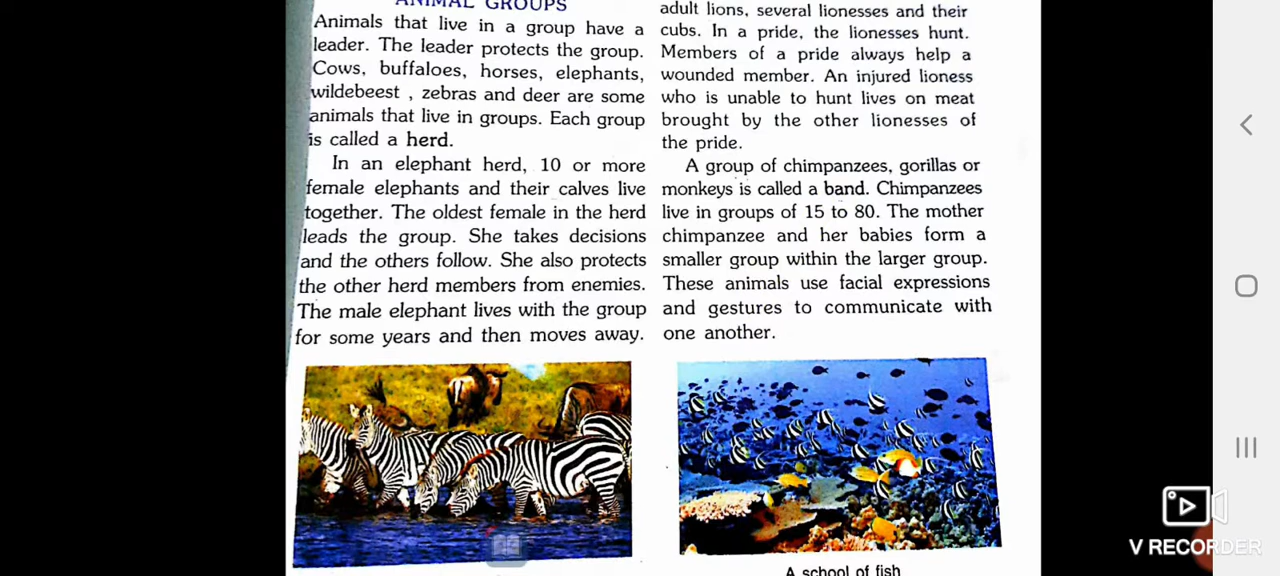 ANIMAL GROUPS
Animals that live in a group have a
leader. The leader protects the group.
Cows, buffaloes, horses, elephants,
wildebeest , zebras and deer are some
animals that live in groups. Each group
is called a herd.
In an elephant herd, 10 or more
female elephants and their calves live
together. The oldest female in the herd
leads the group. She takes decisions
and the others follow. She also protects
the other herd members from enemies.
The male elephant lives with the group
for some years and then moves away.
adult lions, several lionesses and their
cubs. In a pride, the lionesses hunt.
Members of a pride always help a
wounded member. An injured lioness
who is unable to hunt lives on meat
brought by the other lionesses of
the pride.
A group of chimpanzees, gorillas or
monkeys is called a band. Chimpanzees
live in groups of 15 to 80. The mother
chimpanzee and her babies form a
smaller group within the larger group.
These animals use facial expressions
and gestures to communicate with
one another.
A school of fish
V RECORDER